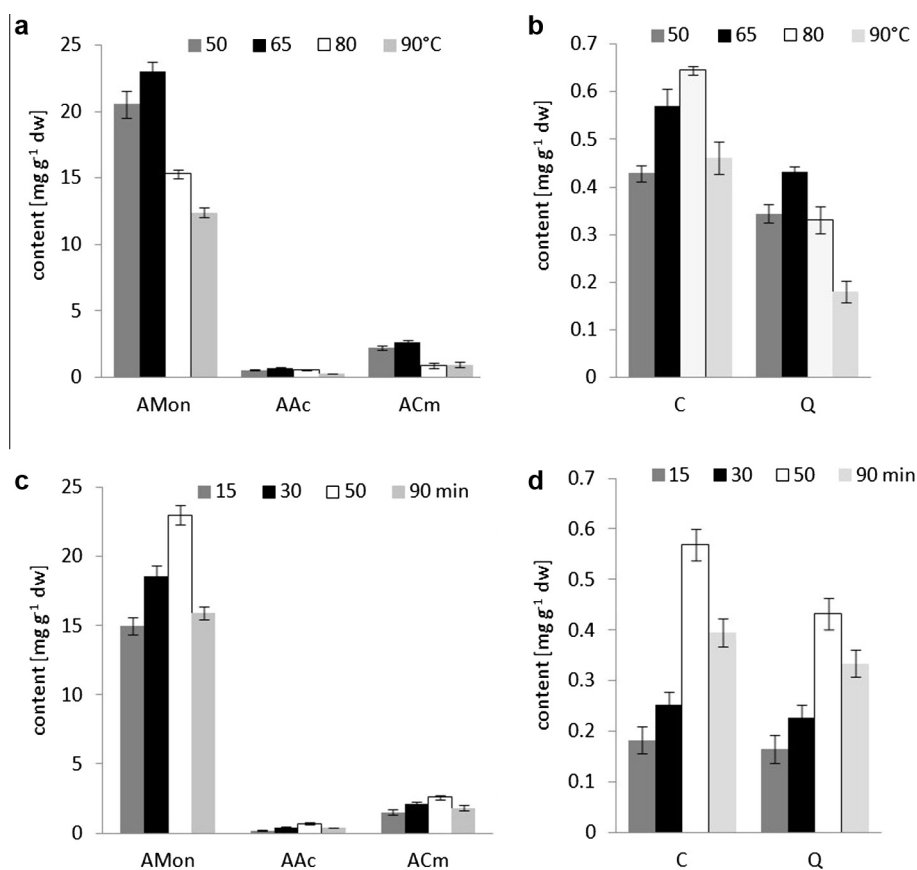 a
50 65 80 90°C
content [mg g⁻¹ dw]
25
20
15
10
5
0
AMon AAc ACm
b
50 65 80 90°C
content [mg g⁻¹ dw]
0.7
0.6
0.5
0.4
0.3
0.2
0.1
0
C Q
c
15 30 50 90 min
content [mg g⁻¹ dw]
25
20
15
10
5
0
AMon AAc ACm
d
15 30 50 90 min
content [mg g⁻¹ dw]
0.7
0.6
0.5
0.4
0.3
0.2
0.1
0
C Q